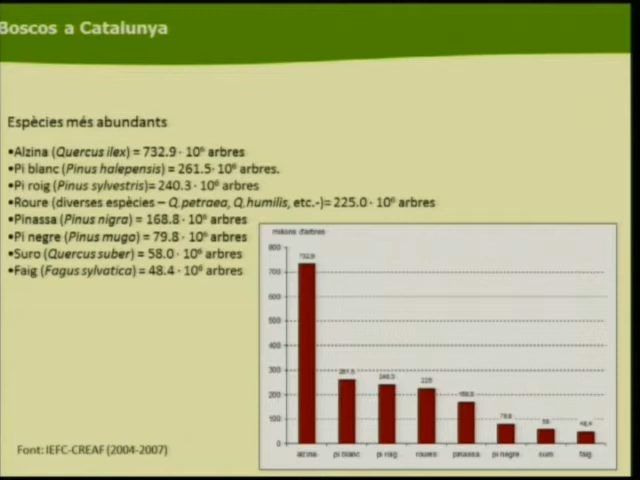 Boscos a Catalunya
Espècies més abundants
•Alzina (Quercus ilex) = 732.9· 10⁶ arbres
•Pi blanc (Pinus halepensis) = 261.5· 10⁶ arbres.
•Pi roig (Pinus sylvestris)= 240.3 · 10⁶ arbres
•Roure (diverses espècies – Q.petraea, Q.humilis, etc.-)= 225.0 · 10⁶ arbres
•Pinassa (Pinus nigra) = 168.8 · 10⁶ arbres
•Pi negre (Pinus mugo) = 79.8 · 10⁶ arbres
•Suro (Quercus suber) = 58.0 · 10⁶ arbres
•Faig (Fagus sylvatica) = 48.4 · 10⁶ arbres
milions d'arbres
800
700
600
500
400
300
200
100
0
732,9
261,5
240,3
225
168,8
79,8
58
48,4
alzina pi blanc pi roig roures pinassa pi negre suro faig
Font: IEFC-CREAF (2004-2007)